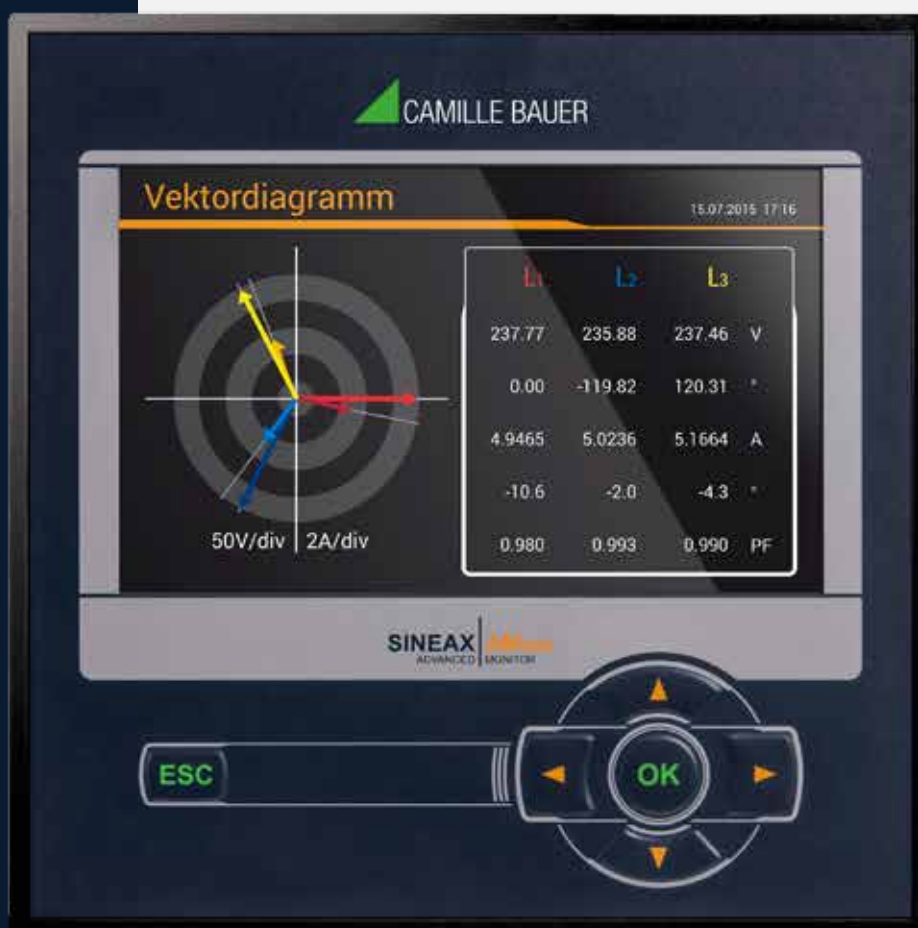 CAMILLE BAUER
Vektordiagramm
15.07.2015 17:16
L1 L2 L3
237.77 235.88 237.46 V
0.00 -119.82 120.31 °
4.9465 5.0236 5.1664 A
-10.6 -2.0 -4.3 °
0.980 0.993 0.990 PF
50V/div 2A/div
SINEAX
ADVANCED MONITOR
ESC
OK